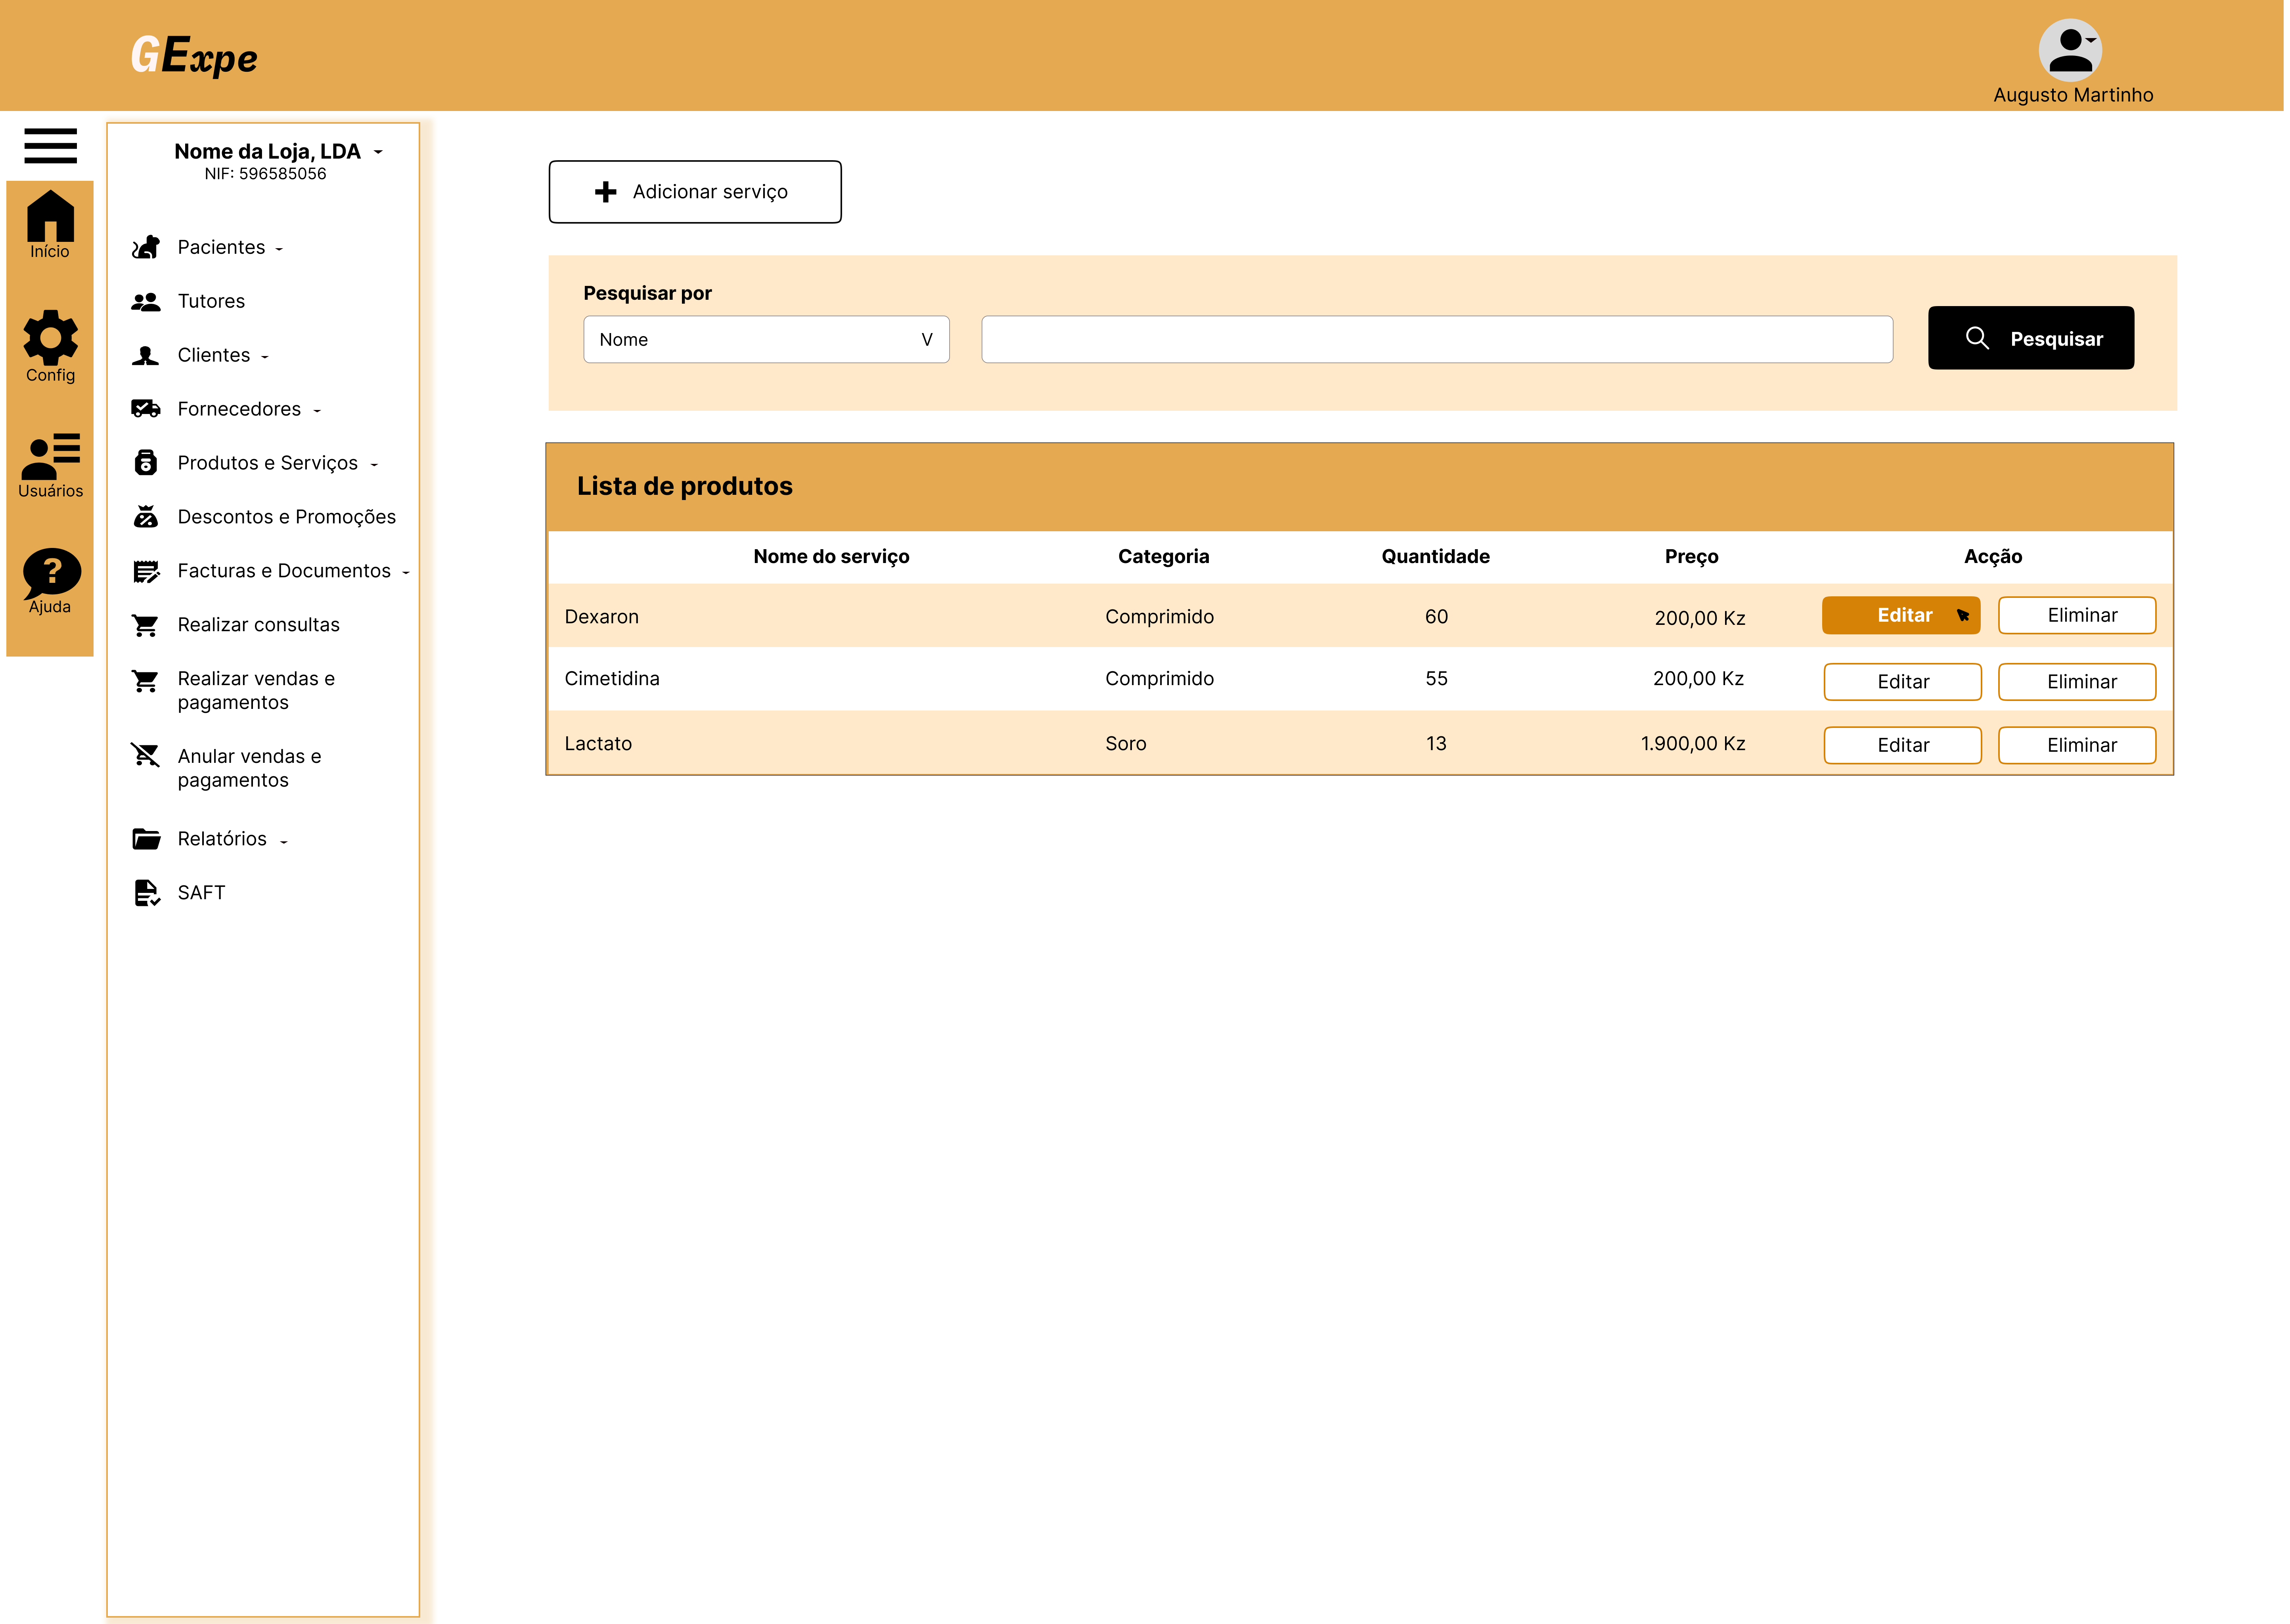 GExpe
Augusto Martinho
Nome da Loja, LDA
NIF: 596585056
Início
Config
Usuários
Ajuda
Pacientes
Tutores
Clientes
Fornecedores
Produtos e Serviços
Descontos e Promoções
Facturas e Documentos
Realizar consultas
Realizar vendas e
pagamentos
Anular vendas e
pagamentos
Relatórios
SAFT
Adicionar serviço
Pesquisar por
Nome V
Pesquisar
Lista de produtos
Nome do serviço Categoria Quantidade Preço Acção
Dexaron Comprimido 60 200,00 Kz Editar Eliminar
Cimetidina Comprimido 55 200,00 Kz Editar Eliminar
Lactato Soro 13 1.900,00 Kz Editar Eliminar